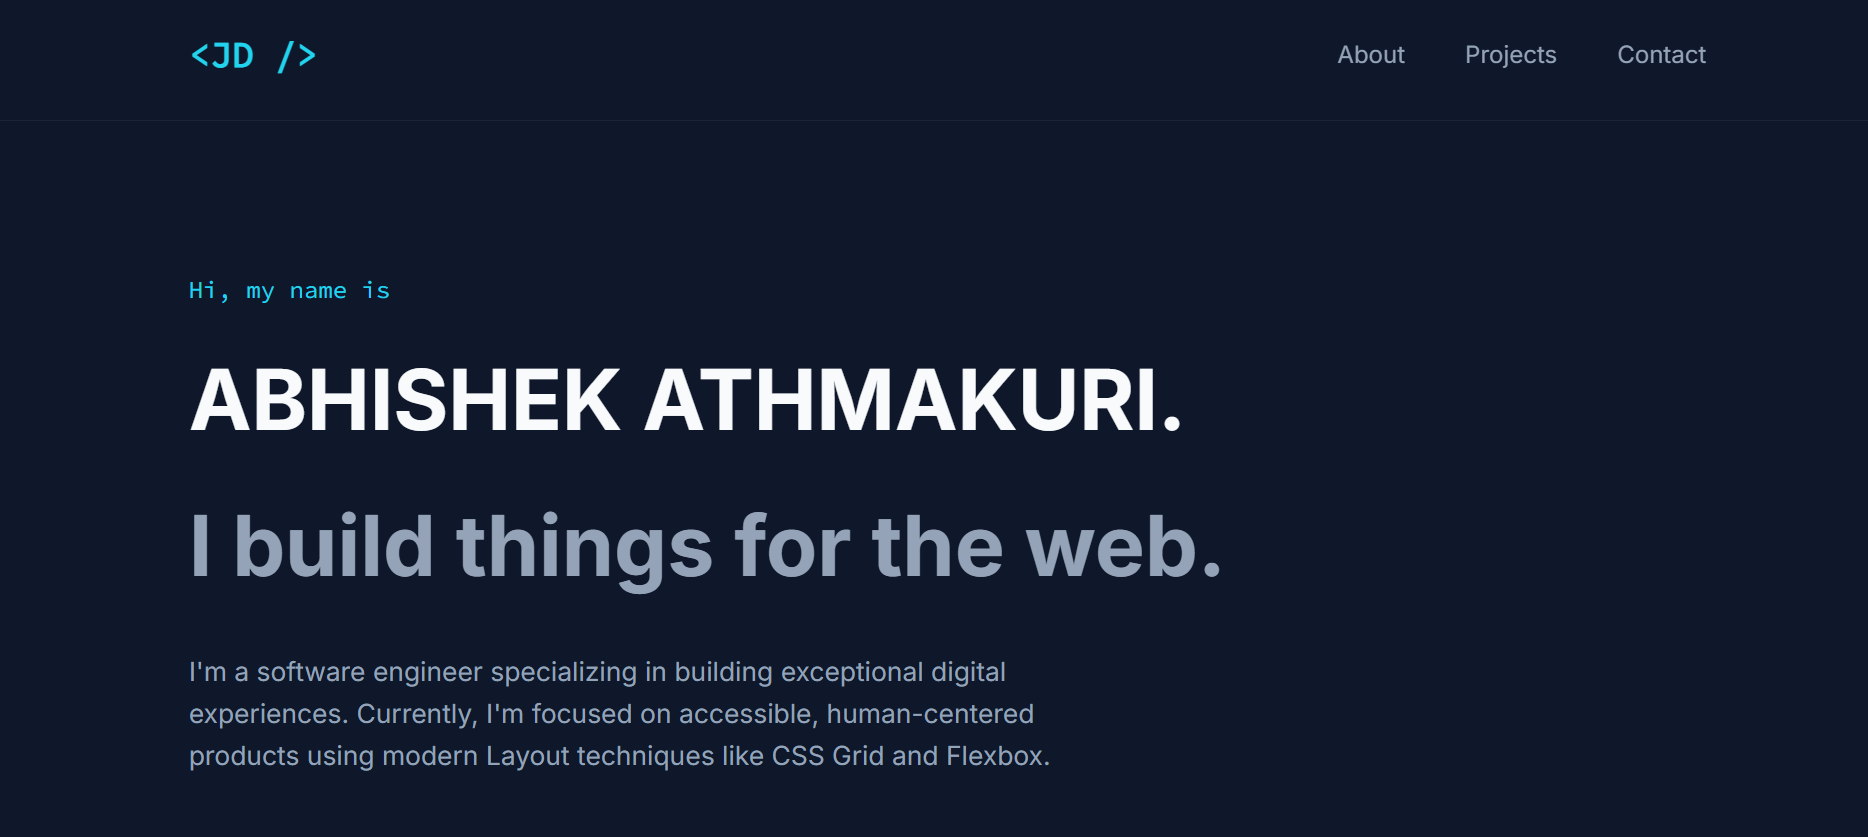 <JD />
About
Projects
Contact
Hi, my name is
ABHISHEK ATHMAKURI.
I build things for the web.
I'm a software engineer specializing in building exceptional digital
experiences. Currently, I'm focused on accessible, human-centered
products using modern Layout techniques like CSS Grid and Flexbox.